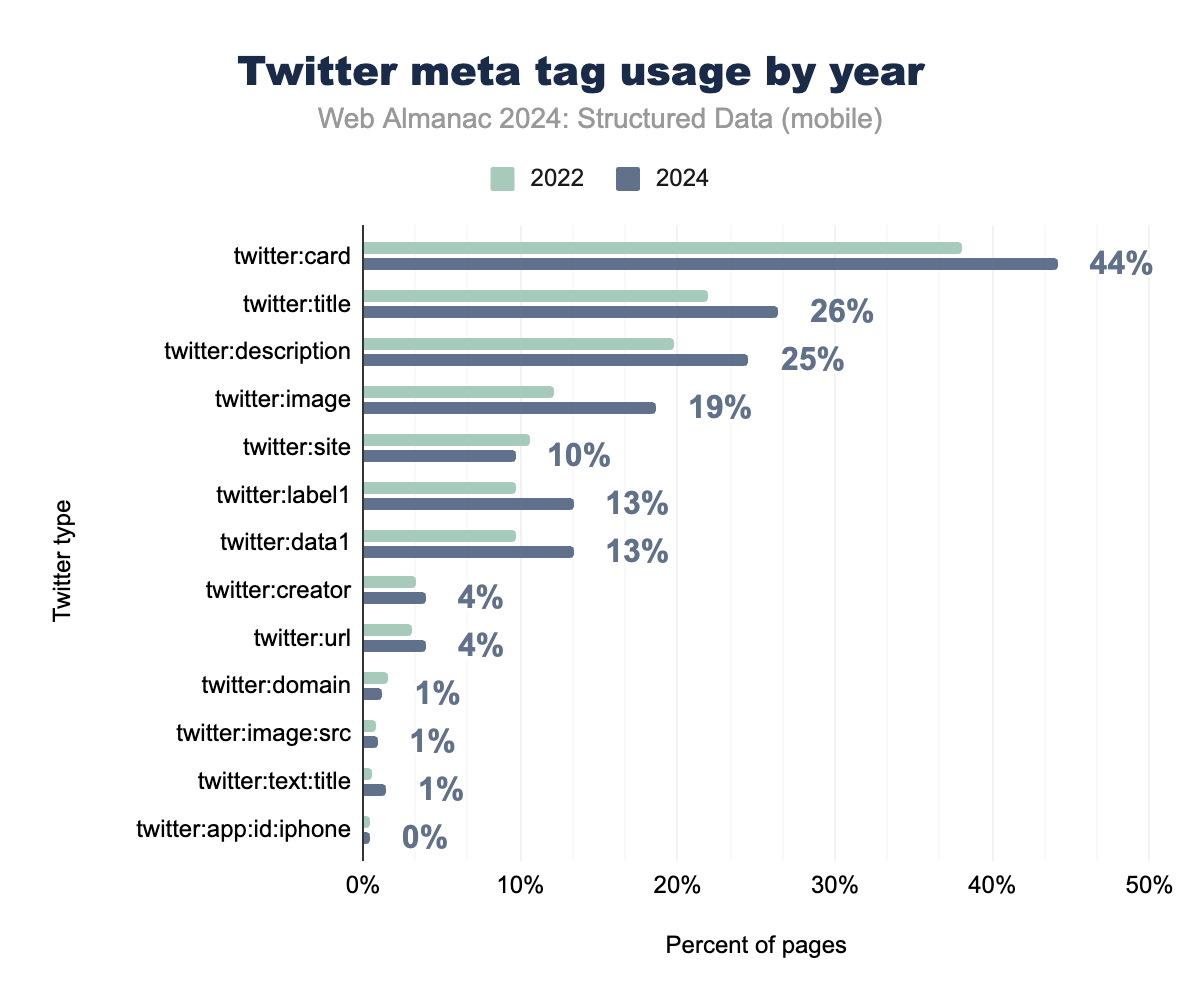 Twitter meta tag usage by year
Web Almanac 2024: Structured Data (mobile)
2022 2024
twitter:card 44%
twitter:title 26%
twitter:description 25%
twitter:image 19%
twitter:site 10%
twitter:label1 13%
twitter:data1 13%
twitter:creator 4%
twitter:url 4%
twitter:domain 1%
twitter:image:src 1%
twitter:text:title 1%
twitter:app:id:iphone 0%
Twitter type
0% 10% 20% 30% 40% 50%
Percent of pages